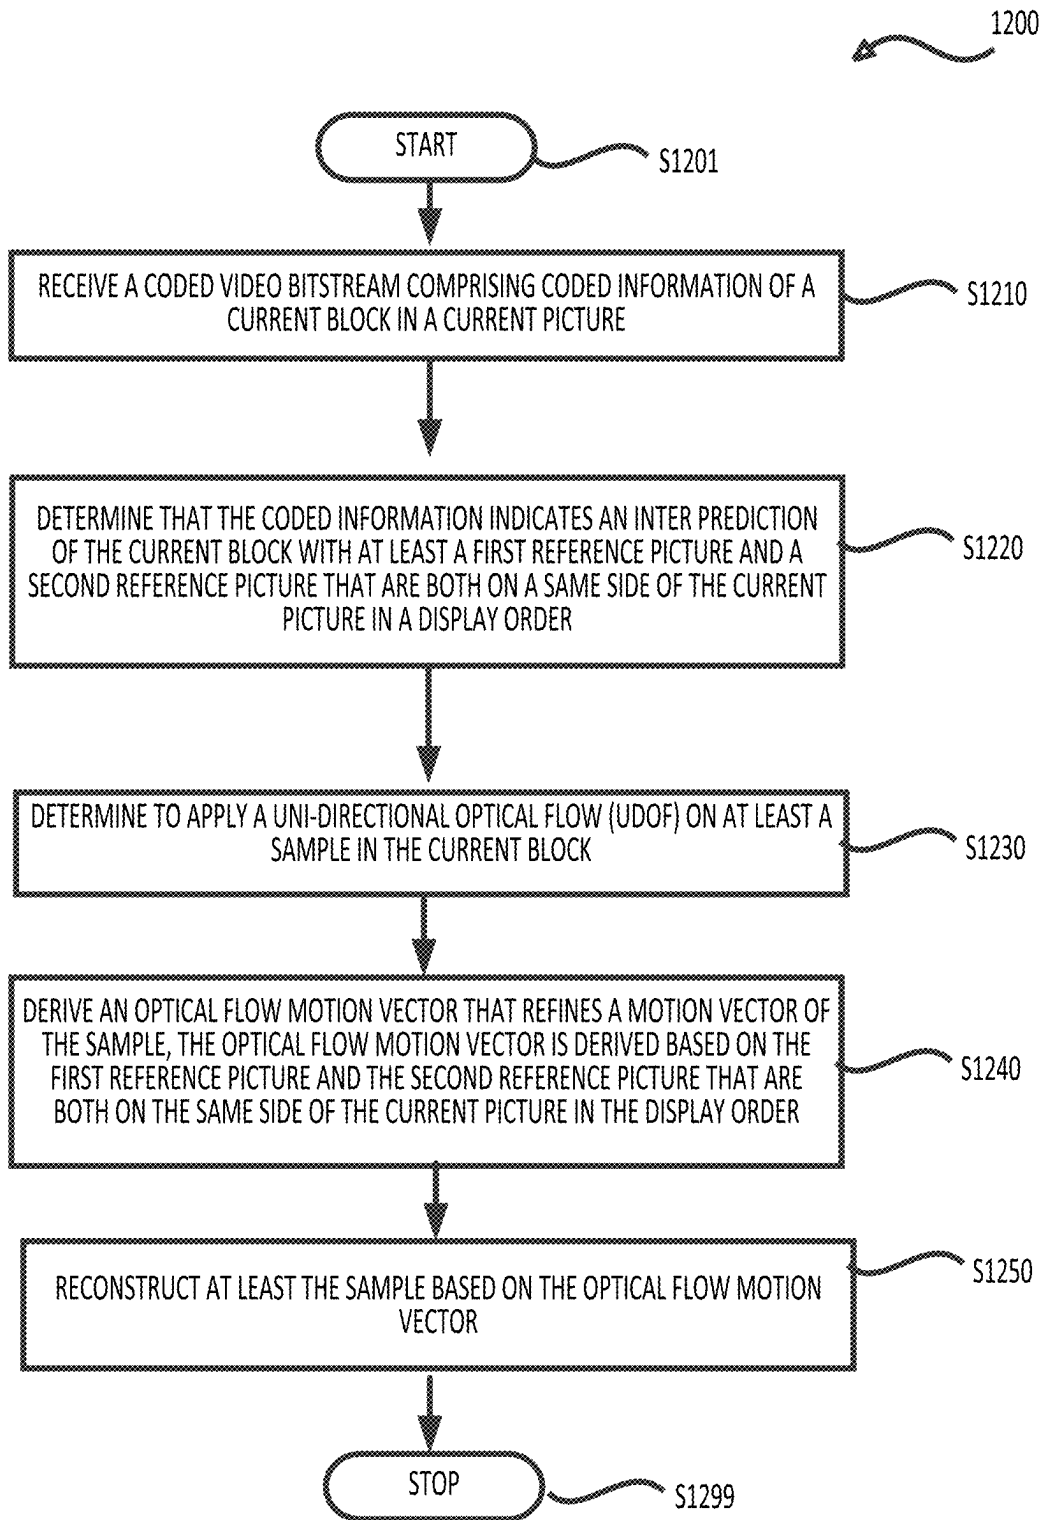 1200
START
S1201
RECEIVE A CODED VIDEO BITSTREAM COMPRISING CODED INFORMATION OF A
CURRENT BLOCK IN A CURRENT PICTURE
S1210
DETERMINE THAT THE CODED INFORMATION INDICATES AN INTER PREDICTION
OF THE CURRENT BLOCK WITH AT LEAST A FIRST REFERENCE PICTURE AND A
SECOND REFERENCE PICTURE THAT ARE BOTH ON A SAME SIDE OF THE CURRENT
PICTURE IN A DISPLAY ORDER
S1220
DETERMINE TO APPLY A UNI-DIRECTIONAL OPTICAL FLOW (UDOF) ON AT LEAST A
SAMPLE IN THE CURRENT BLOCK
S1230
DERIVE AN OPTICAL FLOW MOTION VECTOR THAT REFINES A MOTION VECTOR OF
THE SAMPLE, THE OPTICAL FLOW MOTION VECTOR IS DERIVED BASED ON THE
FIRST REFERENCE PICTURE AND THE SECOND REFERENCE PICTURE THAT ARE
BOTH ON THE SAME SIDE OF THE CURRENT PICTURE IN THE DISPLAY ORDER
S1240
RECONSTRUCT AT LEAST THE SAMPLE BASED ON THE OPTICAL FLOW MOTION
VECTOR
S1250
STOP
S1299